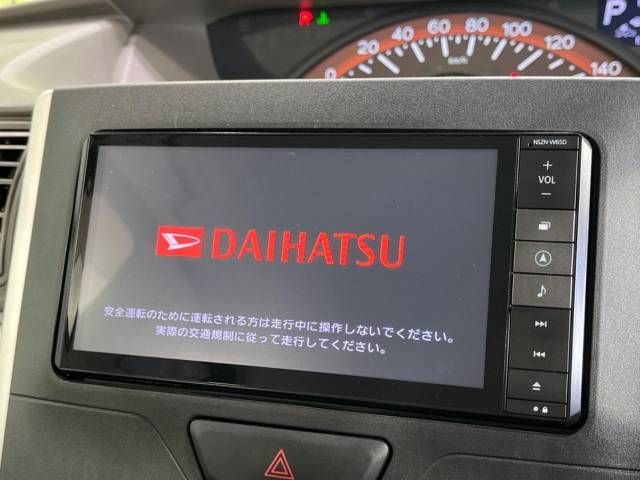 P
0 20 40 60 80 100 120 140
km/h
NSZN-W65D
+
VOL
−
DAIHATSU
安全運転のために運転される方は走行中に操作しないでください。
実際の交通規制に従って走行してください。